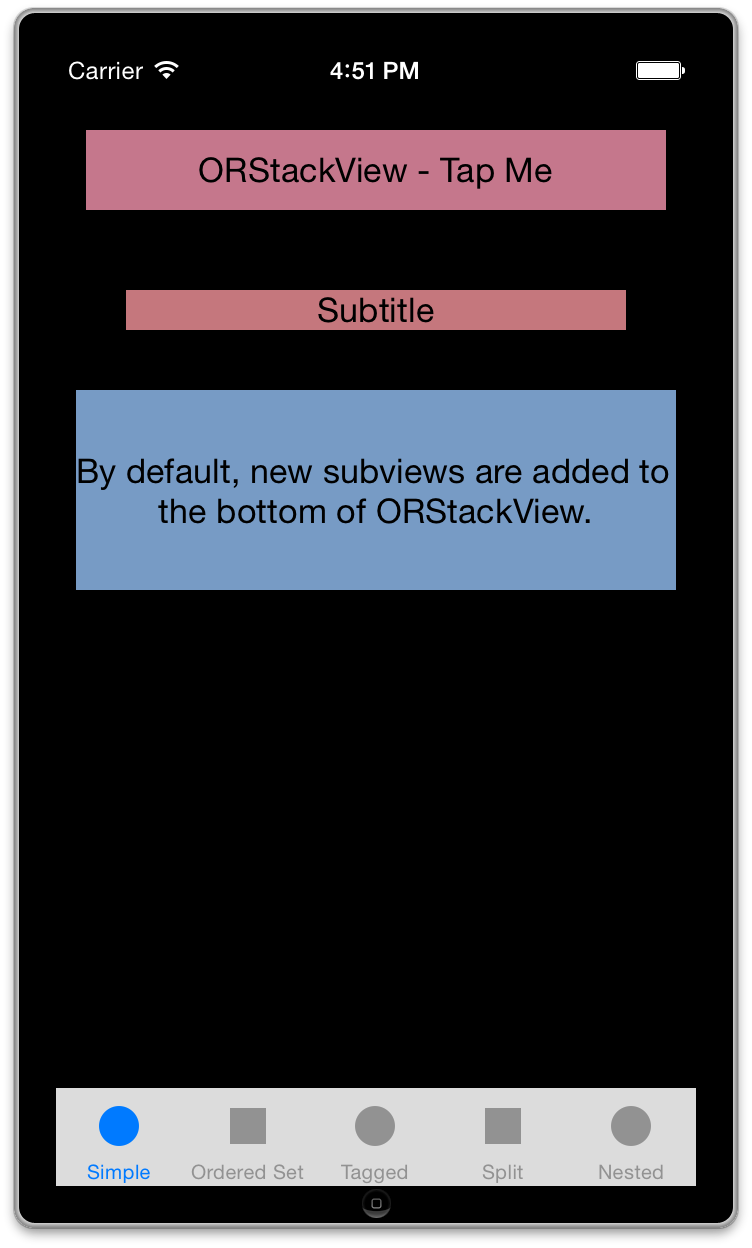 Carrier
4:51 PM
ORStackView - Tap Me
Subtitle
By default, new subviews are added to
the bottom of ORStackView.
Simple
Ordered Set
Tagged
Split
Nested